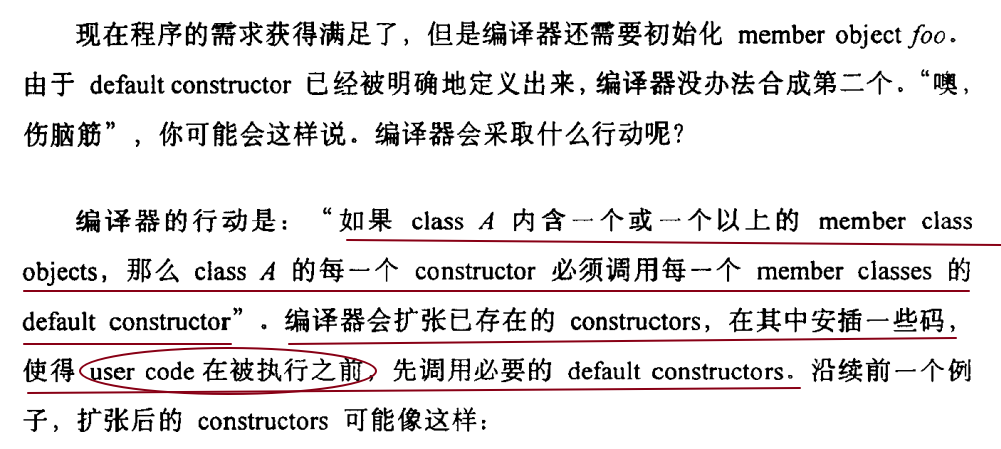 现在程序的需求获得满足了，但是编译器还需要初始化 member object foo．
由于 default constructor 已经被明确地定义出来，编译器没办法合成第二个．“噢，
伤脑筋”，你可能会这样说．编译器会采取什么行动呢？
编译器的行动是：“如果 class A 内含一个或一个以上的 member class
objects，那么 class A 的每一个 constructor 必须调用每一个 member classes 的
default constructor”．编译器会扩张已存在的 constructors，在其中安插一些码，
使得 user code 在被执行之前，先调用必要的 default constructors．沿续前一个例
子，扩张后的 constructors 可能像这样：